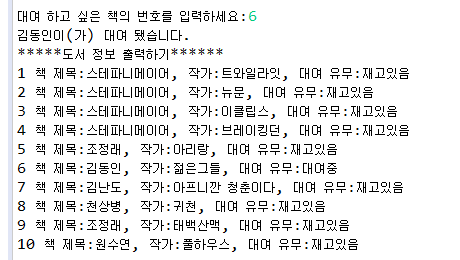 대여 하고 싶은 책의 번호를 입력하세요:6
김동인이(가) 대여 됐습니다.
*****도서 정보 출력하기******
1 책 제목:스테파니메이어, 작가:트와일라잇, 대여 유무:재고있음
2 책 제목:스테파니메이어, 작가:뉴문, 대여 유무:재고있음
3 책 제목:스테파니메이어, 작가:이클립스, 대여 유무:재고있음
4 책 제목:스테파니메이어, 작가:브레이킹던, 대여 유무:재고있음
5 책 제목:조정래, 작가:아리랑, 대여 유무:재고있음
6 책 제목:김동인, 작가:젊은그들, 대여 유무:대여중
7 책 제목:김난도, 작가:아프니깐 청춘이다, 대여 유무:재고있음
8 책 제목:천상병, 작가:귀천, 대여 유무:재고있음
9 책 제목:조정래, 작가:태백산맥, 대여 유무:재고있음
10 책 제목:원수연, 작가:풀하우스, 대여 유무:재고있음